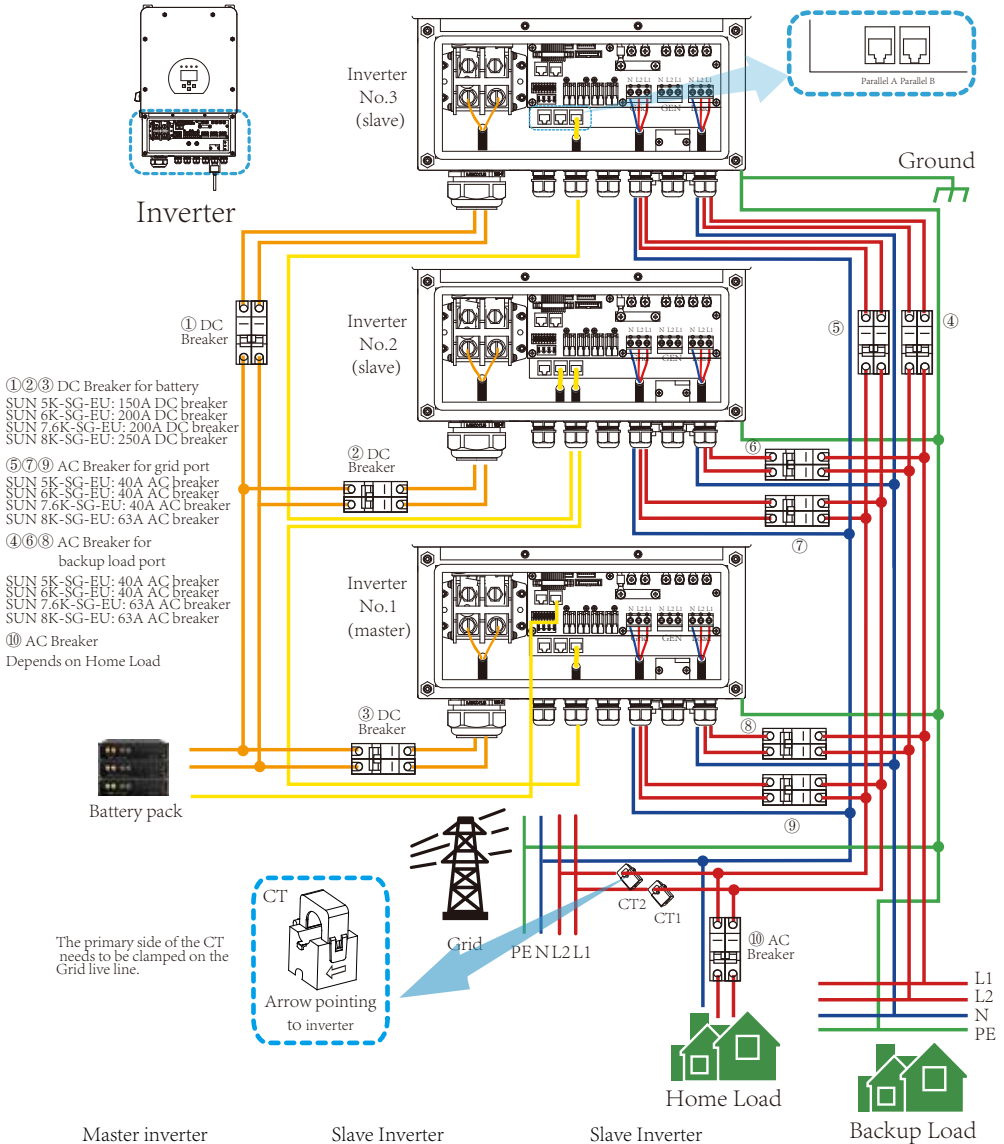 Inverter
Inverter
No.3
(slave)
N L2 L1
GEN
Parallel A Parallel B
Ground
① DC
Breaker
Inverter
No.2
(slave)
N L2 L1
GEN
⑤
④
①②③ DC Breaker for battery
SUN 5K-SG-EU: 150A DC breaker
SUN 6K-SG-EU: 200A DC breaker
SUN 7.6K-SG-EU: 200A DC breaker
SUN 8K-SG-EU: 250A DC breaker
⑤⑦⑨ AC Breaker for grid port
SUN 5K-SG-EU: 40A AC breaker
SUN 6K-SG-EU: 40A AC breaker
SUN 7.6K-SG-EU: 40A AC breaker
SUN 8K-SG-EU: 63A AC breaker
④⑥⑧ AC Breaker for
backup load port
SUN 5K-SG-EU: 40A AC breaker
SUN 6K-SG-EU: 40A AC breaker
SUN 7.6K-SG-EU: 63A AC breaker
SUN 8K-SG-EU: 63A AC breaker
⑩ AC Breaker
Depends on Home Load
② DC
Breaker
⑥
⑦
Inverter
No.1
(master)
N L2 L1
GEN
③ DC
Breaker
⑧
⑨
Battery pack
Grid
PE N L2 L1
CT2
CT1
CT
Arrow pointing
to inverter
The primary side of the CT
needs to be clamped on the
Grid live line.
⑩ AC
Breaker
L1
L2
N
PE
Home Load
Backup Load
Master inverter
Slave Inverter
Slave Inverter